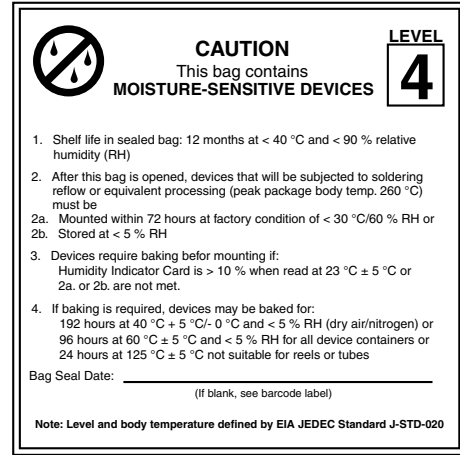 LEVEL
CAUTION
4
This bag contains
MOISTURE-SENSITIVE DEVICES
1. Shelf life in sealed bag: 12 months at < 40 °C and < 90 % relative
humidity (RH)
2. After this bag is opened, devices that will be subjected to soldering
reflow or equivalent processing (peak package body temp. 260 °C)
must be
2a. Mounted within 72 hours at factory condition of < 30 °C/60 % RH or
2b. Stored at < 5 % RH
3. Devices require baking befor mounting if:
Humidity Indicator Card is > 10 % when read at 23 °C ± 5 °C or
2a. or 2b. are not met.
4. If baking is required, devices may be baked for:
192 hours at 40 °C + 5 °C/- 0 °C and < 5 % RH (dry air/nitrogen) or
96 hours at 60 °C ± 5 °C and < 5 % RH for all device containers or
24 hours at 125 °C ± 5 °C not suitable for reels or tubes
Bag Seal Date:
(If blank, see barcode label)
Note: Level and body temperature defined by EIA JEDEC Standard J-STD-020